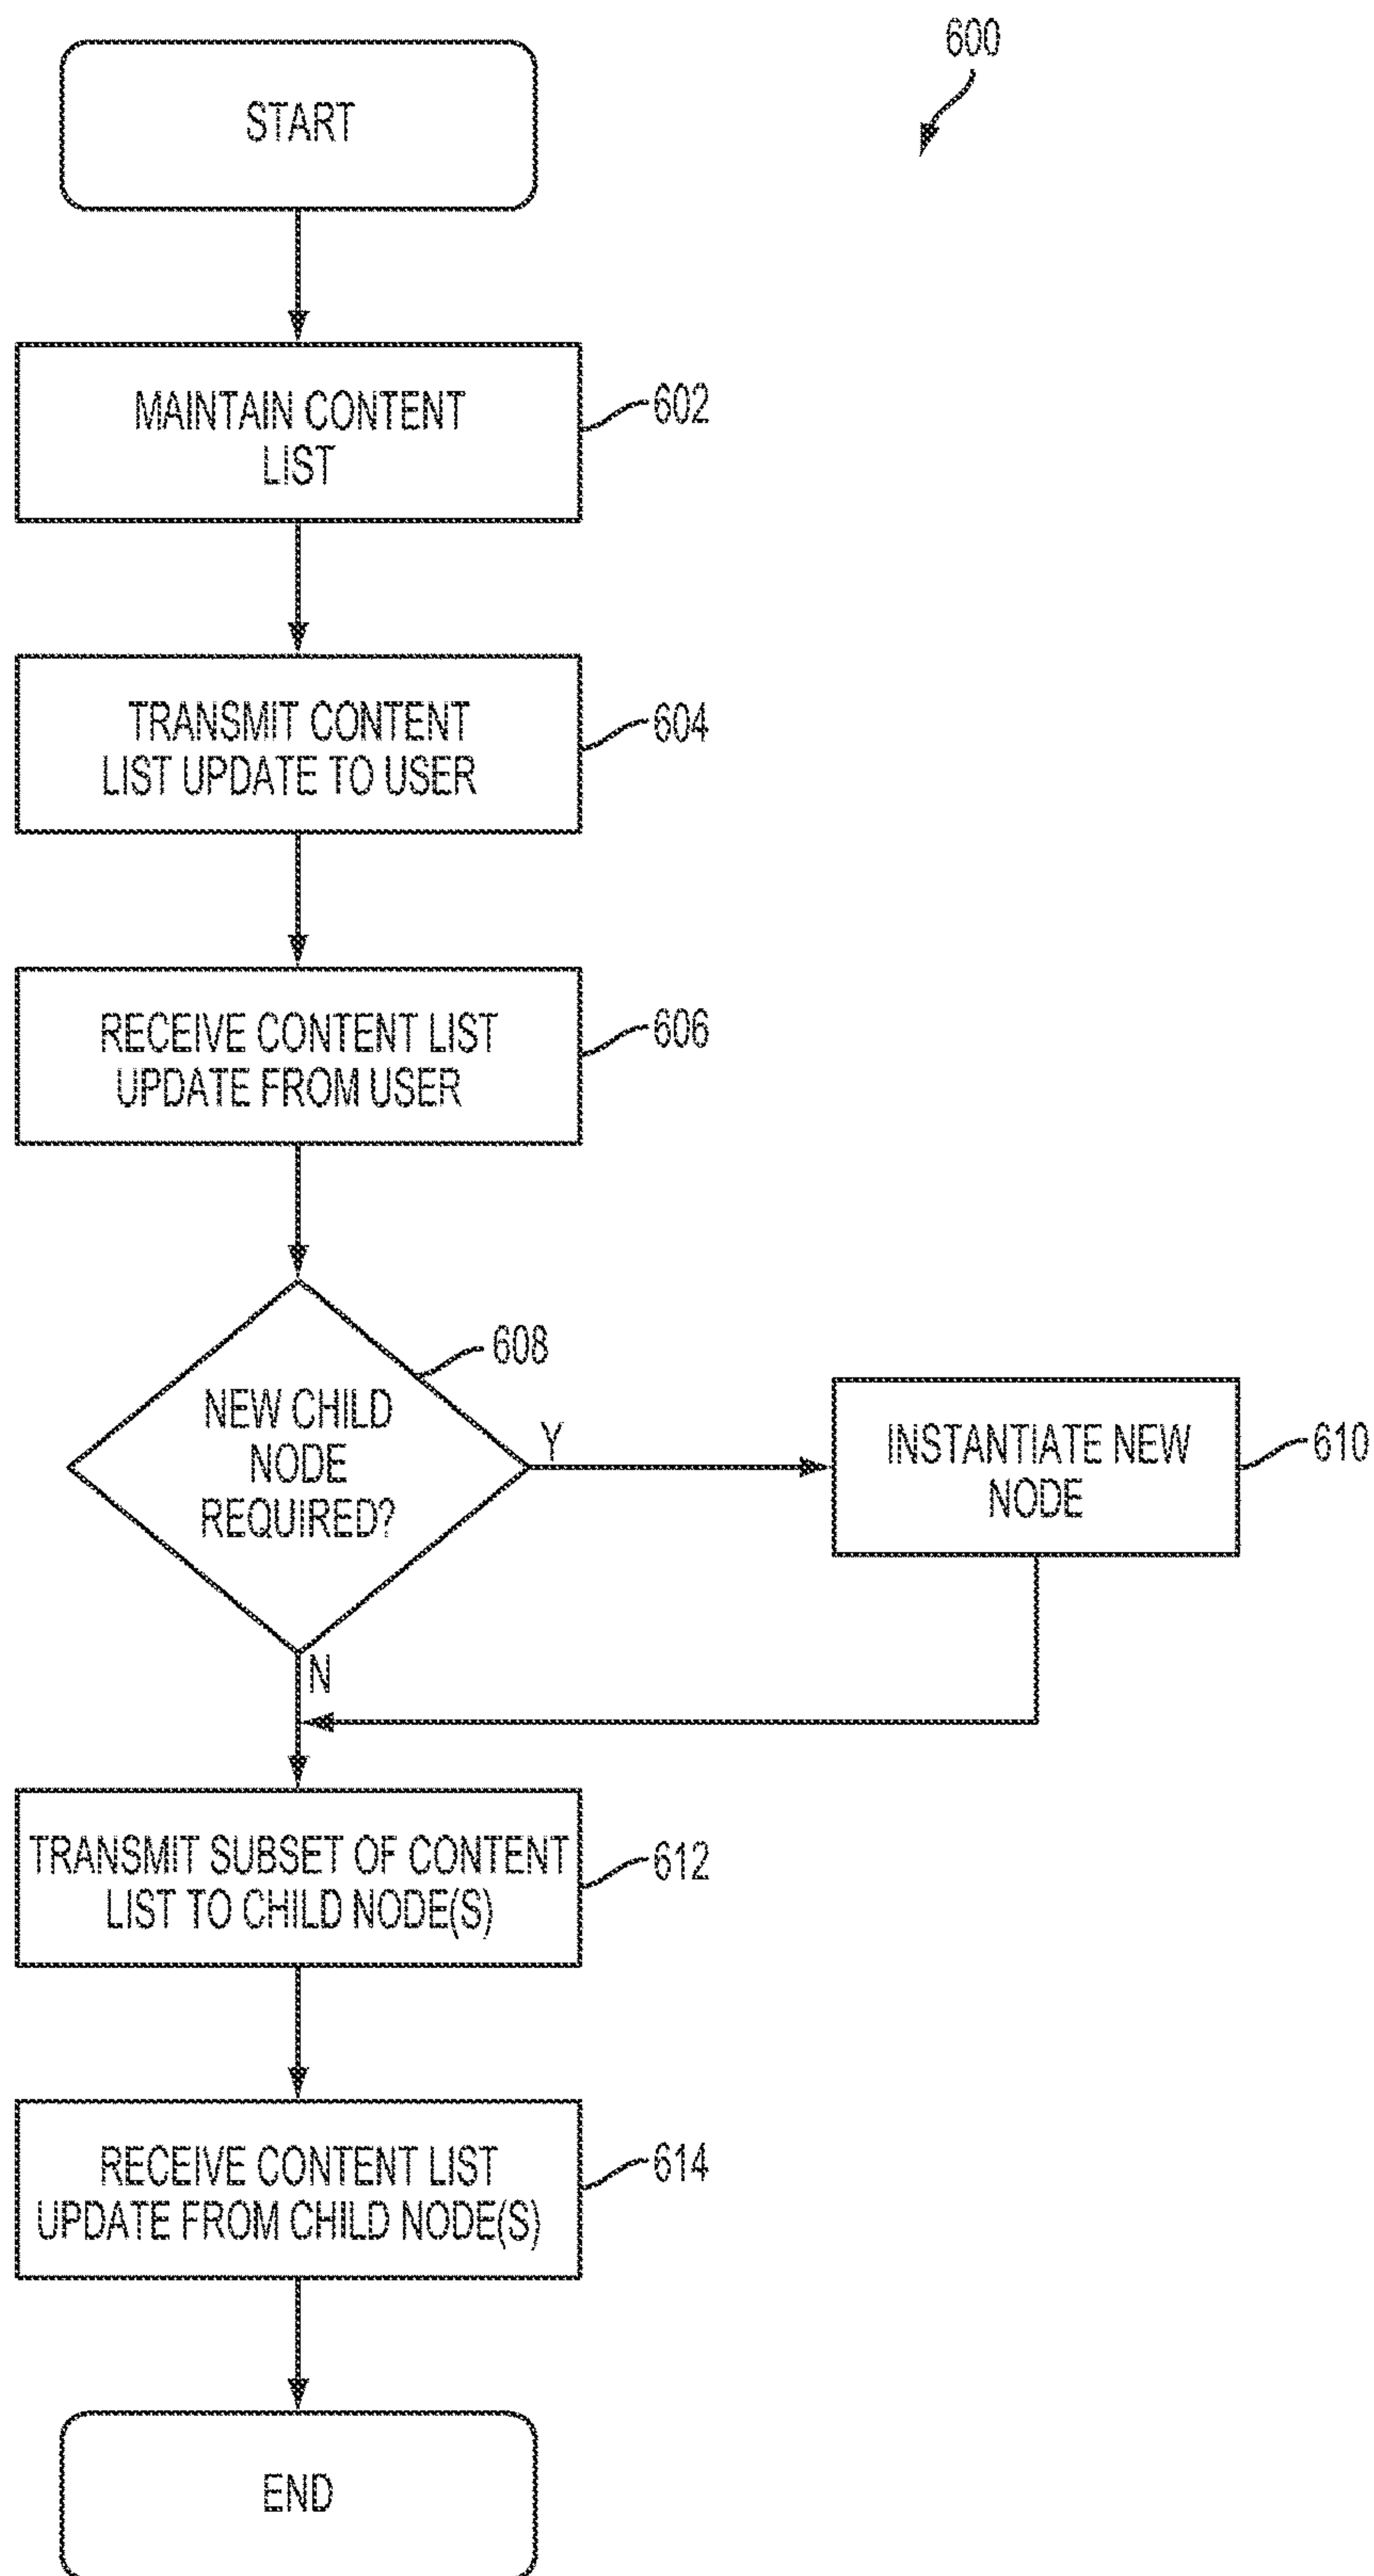 600
START
MAINTAIN CONTENT
LIST
602
TRANSMIT CONTENT
LIST UPDATE TO USER
604
RECEIVE CONTENT LIST
UPDATE FROM USER
606
608
NEW CHILD
NODE
REQUIRED?
Y
INSTANTIATE NEW
NODE
610
N
TRANSMIT SUBSET OF CONTENT
LIST TO CHILD NODE(S)
612
RECEIVE CONTENT LIST
UPDATE FROM CHILD NODE(S)
614
END